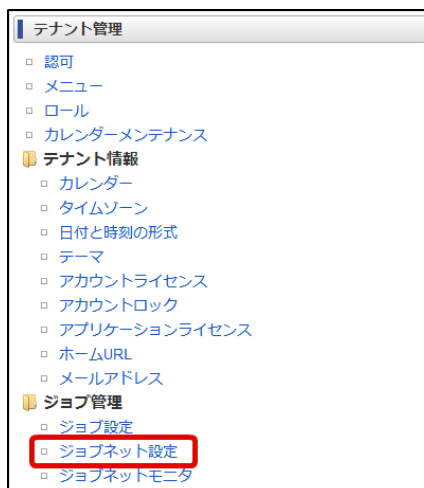 テナント管理
認可
メニュー
ロール
カレンダーメンテナンス
テナント情報
カレンダー
タイムゾーン
日付と時刻の形式
テーマ
アカウントライセンス
アカウントロック
アプリケーションライセンス
ホームURL
メールアドレス
ジョブ管理
ジョブ設定
ジョブネット設定
ジョブネットモニタ